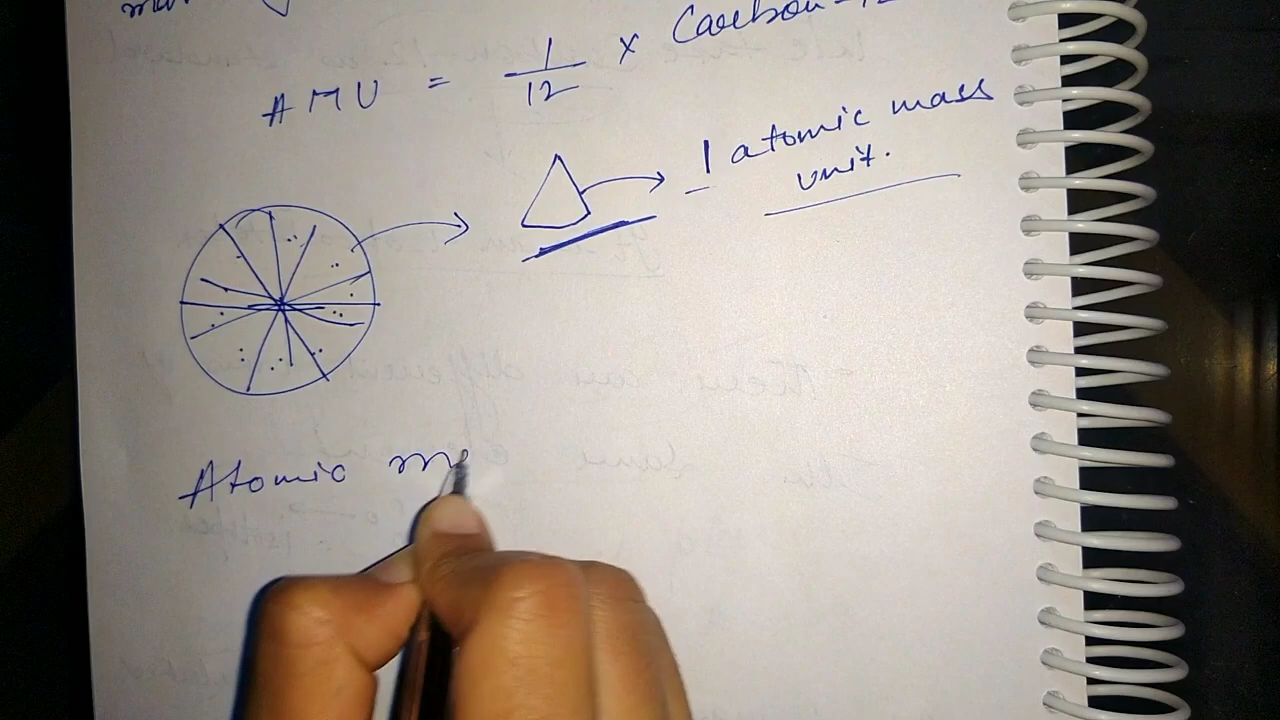 AMU = 1/12 × Carbon-12
1 atomic mass
unit.
Atomic m